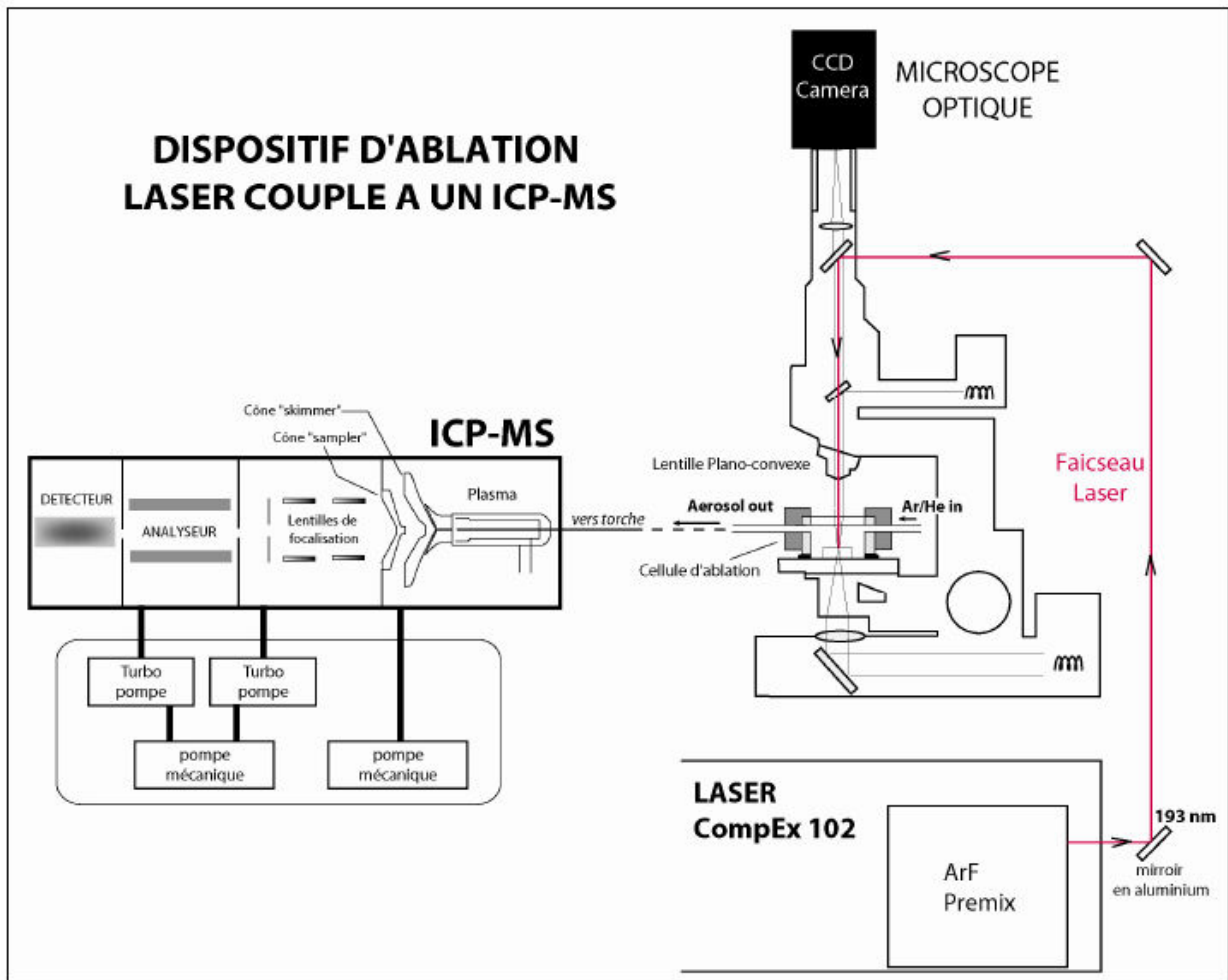 CCD
Camera
MICROSCOPE
OPTIQUE
DISPOSITIF D'ABLATION
LASER COUPLE A UN ICP-MS
Cône "skimmer"
Cône "sampler"
ICP-MS
DETECTEUR
ANALYSEUR
Lentilles de
focalisation
Plasma
vers torche
Lentille Plano-convexe
Aerosol out
Ar/He in
Cellule d'ablation
Faicseau
Laser
Turbo
pompe
Turbo
pompe
pompe
mécanique
pompe
mécanique
LASER
CompEx 102
ArF
Premix
193 nm
mirroir
en aluminium